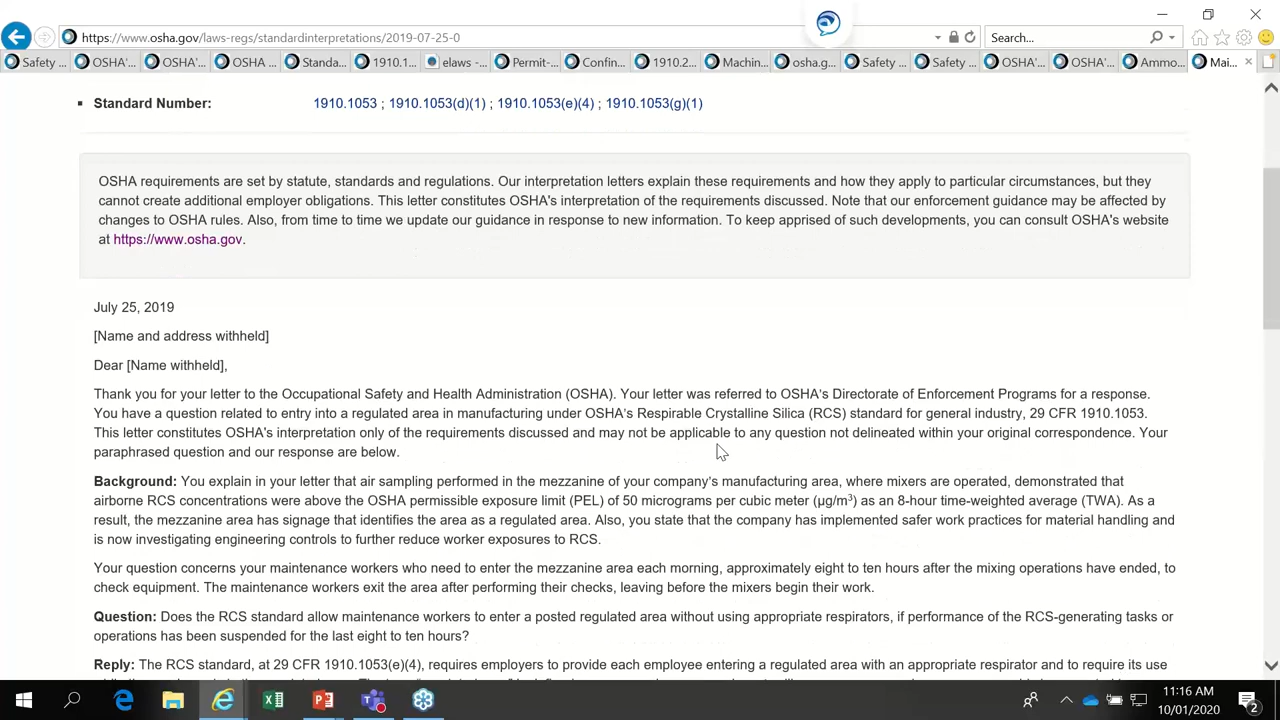 https://www.osha.gov/laws-regs/standardinterpretations/2019-07-25-0
Search...
Safety ...
OSHA'...
OSHA'...
OSHA ...
Standa...
1910.1...
elaws -...
Permit-...
Confin...
1910.2...
Machin...
osha.g...
Safety ...
Safety ...
OSHA'...
OSHA'...
Ammo...
Mai...
Standard Number: 1910.1053 ; 1910.1053(d)(1) ; 1910.1053(e)(4) ; 1910.1053(g)(1)
OSHA requirements are set by statute, standards and regulations. Our interpretation letters explain these requirements and how they apply to particular circumstances, but they
cannot create additional employer obligations. This letter constitutes OSHA's interpretation of the requirements discussed. Note that our enforcement guidance may be affected by
changes to OSHA rules. Also, from time to time we update our guidance in response to new information. To keep apprised of such developments, you can consult OSHA's website
at https://www.osha.gov.
July 25, 2019
[Name and address withheld]
Dear [Name withheld],
Thank you for your letter to the Occupational Safety and Health Administration (OSHA). Your letter was referred to OSHA's Directorate of Enforcement Programs for a response.
You have a question related to entry into a regulated area in manufacturing under OSHA's Respirable Crystalline Silica (RCS) standard for general industry, 29 CFR 1910.1053.
This letter constitutes OSHA's interpretation only of the requirements discussed and may not be applicable to any question not delineated within your original correspondence. Your
paraphrased question and our response are below.
Background: You explain in your letter that air sampling performed in the mezzanine of your company's manufacturing area, where mixers are operated, demonstrated that
airborne RCS concentrations were above the OSHA permissible exposure limit (PEL) of 50 micrograms per cubic meter (µg/m³) as an 8-hour time-weighted average (TWA). As a
result, the mezzanine area has signage that identifies the area as a regulated area. Also, you state that the company has implemented safer work practices for material handling and
is now investigating engineering controls to further reduce worker exposures to RCS.
Your question concerns your maintenance workers who need to enter the mezzanine area each morning, approximately eight to ten hours after the mixing operations have ended, to
check equipment. The maintenance workers exit the area after performing their checks, leaving before the mixers begin their work.
Question: Does the RCS standard allow maintenance workers to enter a posted regulated area without using appropriate respirators, if performance of the RCS-generating tasks or
operations has been suspended for the last eight to ten hours?
Reply: The RCS standard, at 29 CFR 1910.1053(e)(4), requires employers to provide each employee entering a regulated area with an appropriate respirator and to require its use
11:16 AM
10/01/2020
2